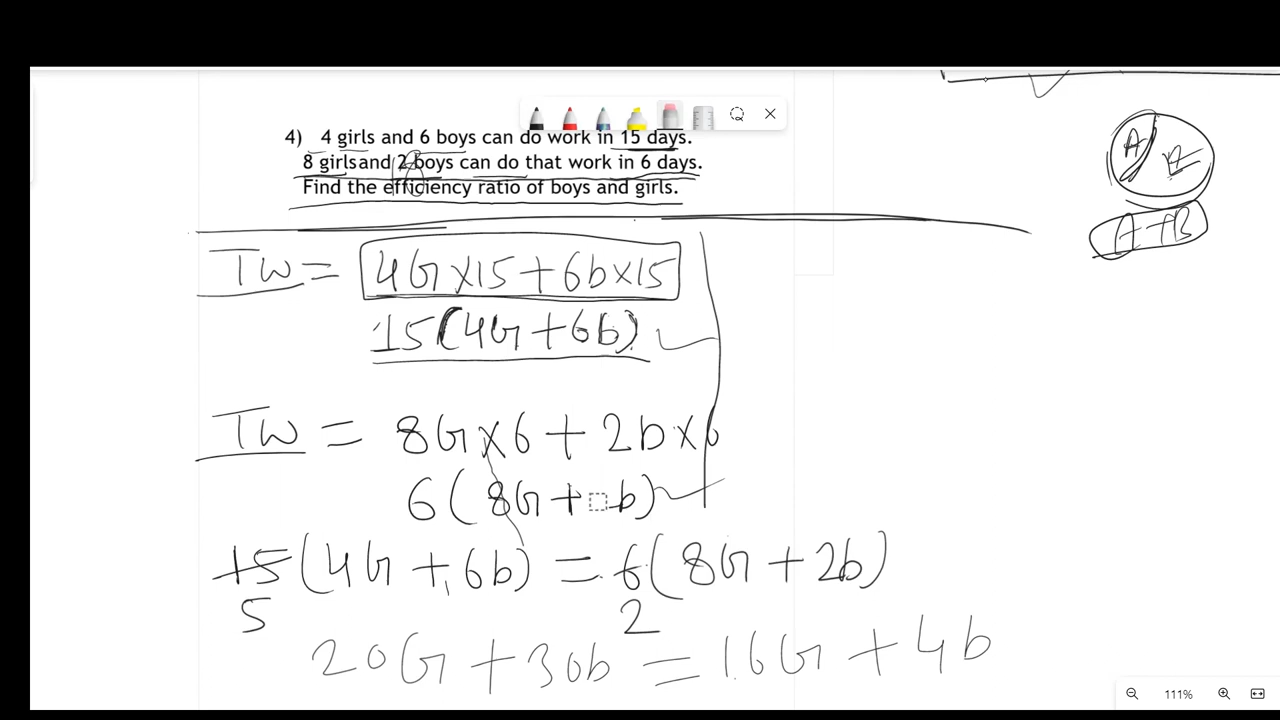 4) 4 girls and 6 boys can do work in 15 days.
8 girls and 2 boys can do that work in 6 days.
Find the efficiency ratio of boys and girls.
TW = 4G×15+6b×15
15(4G+6b)
TW = 8G×6+2b×6
6(8G+ b)
15(4G+6b) = 6(8G+2b)
5 2
20G+30b = 16G+4b
A
A+B
111%